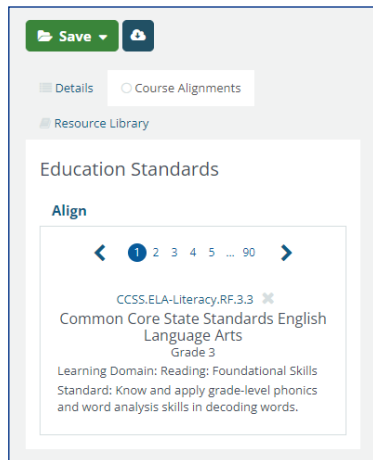 Save
Details
Course Alignments
Resource Library
Education Standards
Align
1 2 3 4 5 ... 90
CCSS.ELA-Literacy.RF.3.3
Common Core State Standards English
Language Arts
Grade 3
Learning Domain: Reading: Foundational Skills
Standard: Know and apply grade-level phonics
and word analysis skills in decoding words.